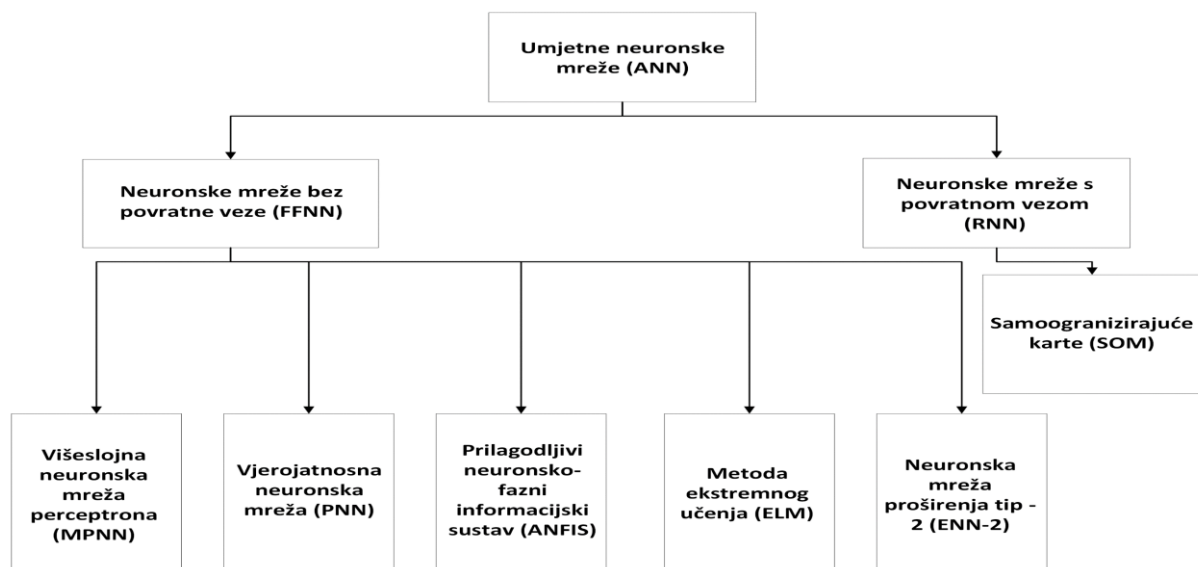 Umjetne neuronske
mreže (ANN)
Neuronske mreže bez
povratne veze (FFNN)
Neuronske mreže s
povratnom vezom
(RNN)
Samoogranizirajuće
karte (SOM)
Višeslojna
neuronska
mreža
perceptrona
(MPNN)
Vjerojatnosna
neuronska
mreža (PNN)
Prilagodljivi
neuronsko-
fazni
informacijski
sustav (ANFIS)
Metoda
ekstremnog
učenja (ELM)
Neuronska
mreža
proširenja tip -
2 (ENN-2)